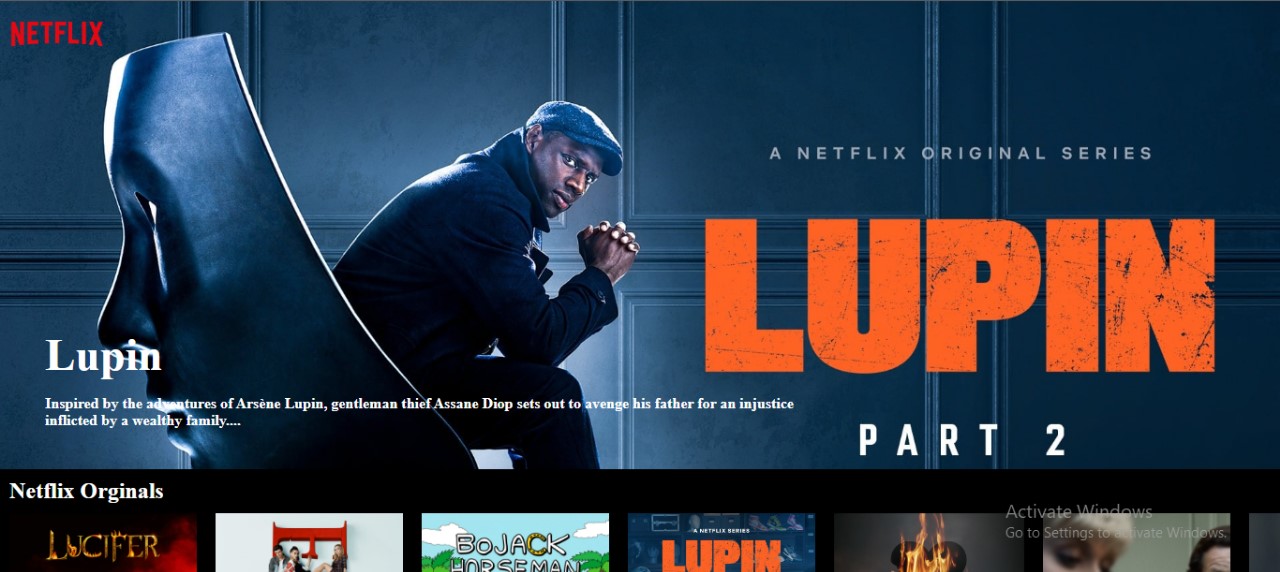 NETFLIX
A NETFLIX ORIGINAL SERIES
LUPIN
PART 2
Lupin
Inspired by the adventures of Arsène Lupin, gentleman thief Assane Diop sets out to avenge his father for an injustice
inflicted by a wealthy family....
Netflix Orginals
LUCIFER
BOJACK
HORSEMAN
A NETFLIX SERIES
LUPIN
Activate Windows
Go to Settings to activate Windows.